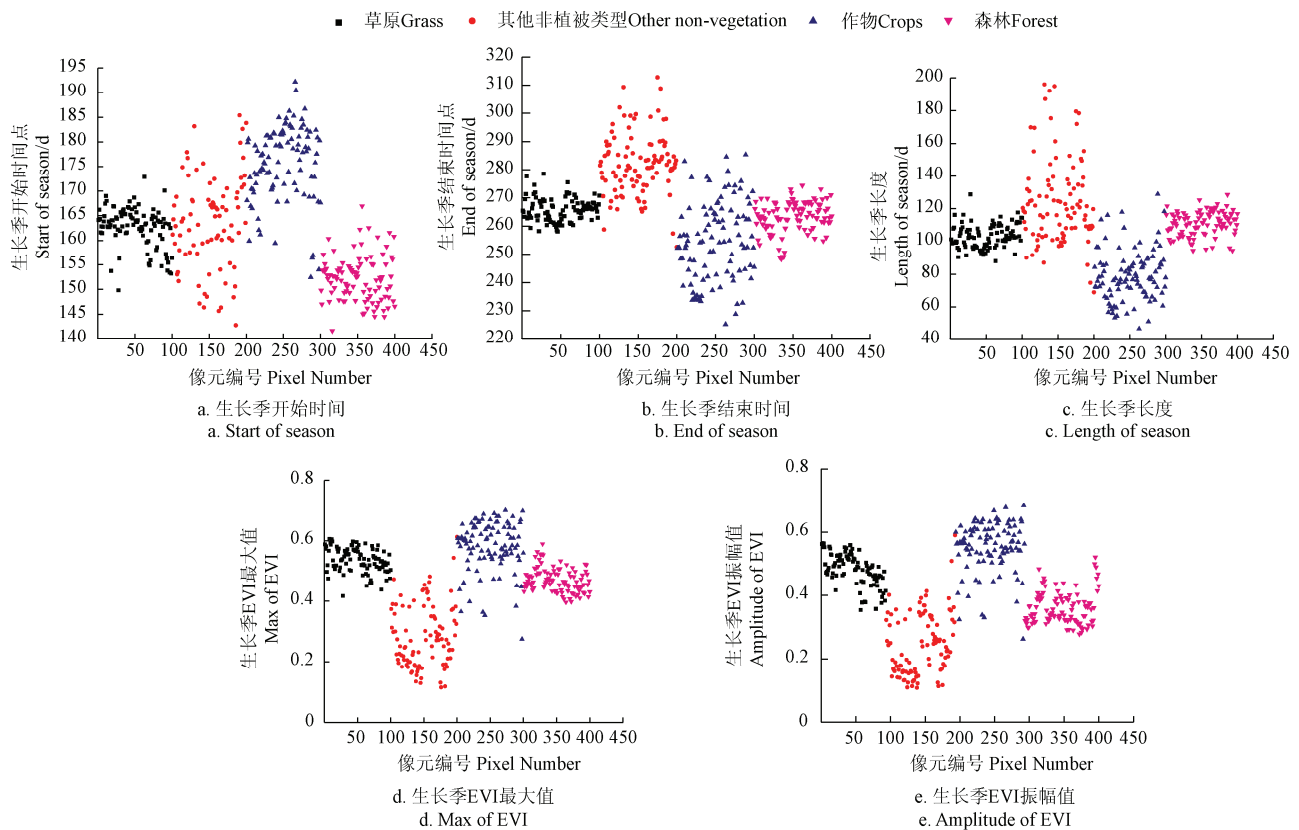 草原Grass 其他非植被类型Other non-vegetation 作物Crops 森林Forest
生长季开始时间点
Start of season/d
195
190
185
180
175
170
165
160
155
150
145
140
50 100 150 200 250 300 350 400 450
像元编号 Pixel Number
a. 生长季开始时间
a. Start of season
生长季结束时间点
End of season/d
320
310
300
290
280
270
260
250
240
230
220
50 100 150 200 250 300 350 400 450
像元编号 Pixel Number
b. 生长季结束时间
b. End of season
生长季长度
Length of season/d
200
180
160
140
120
100
80
60
40
50 100 150 200 250 300 350 400 450
像元编号 Pixel Number
c. 生长季长度
c. Length of season
生长季EVI最大值
Max of EVI
0.8
0.6
0.4
0.2
0
50 100 150 200 250 300 350 400 450
像元编号 Pixel Number
d. 生长季EVI最大值
d. Max of EVI
生长季EVI振幅值
Amplitude of EVI
0.8
0.6
0.4
0.2
0
50 100 150 200 250 300 350 400 450
像元编号 Pixel Number
e. 生长季EVI振幅值
e. Amplitude of EVI